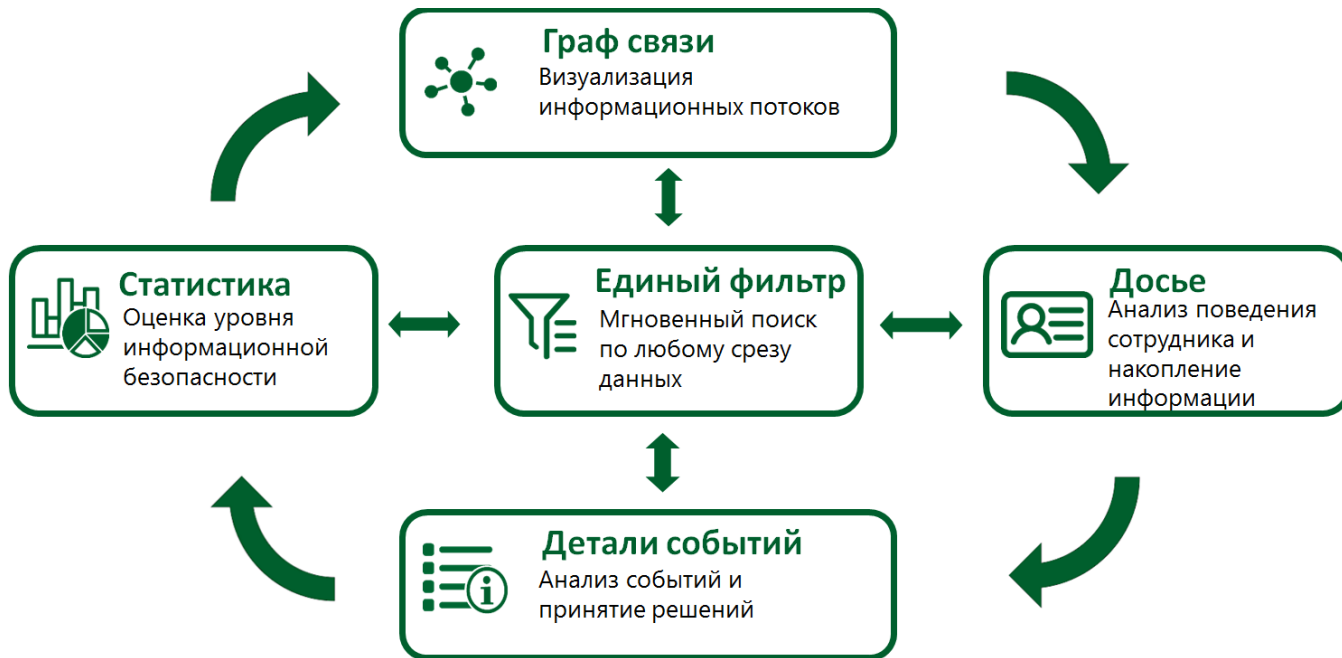 Граф связи
Визуализация
информационных потоков
Статистика
Оценка уровня
информационной
безопасности
Единый фильтр
Мгновенный поиск
по любому срезу
данных
Досье
Анализ поведения
сотрудника и
накопление
информации
Детали событий
Анализ событий и
принятие решений